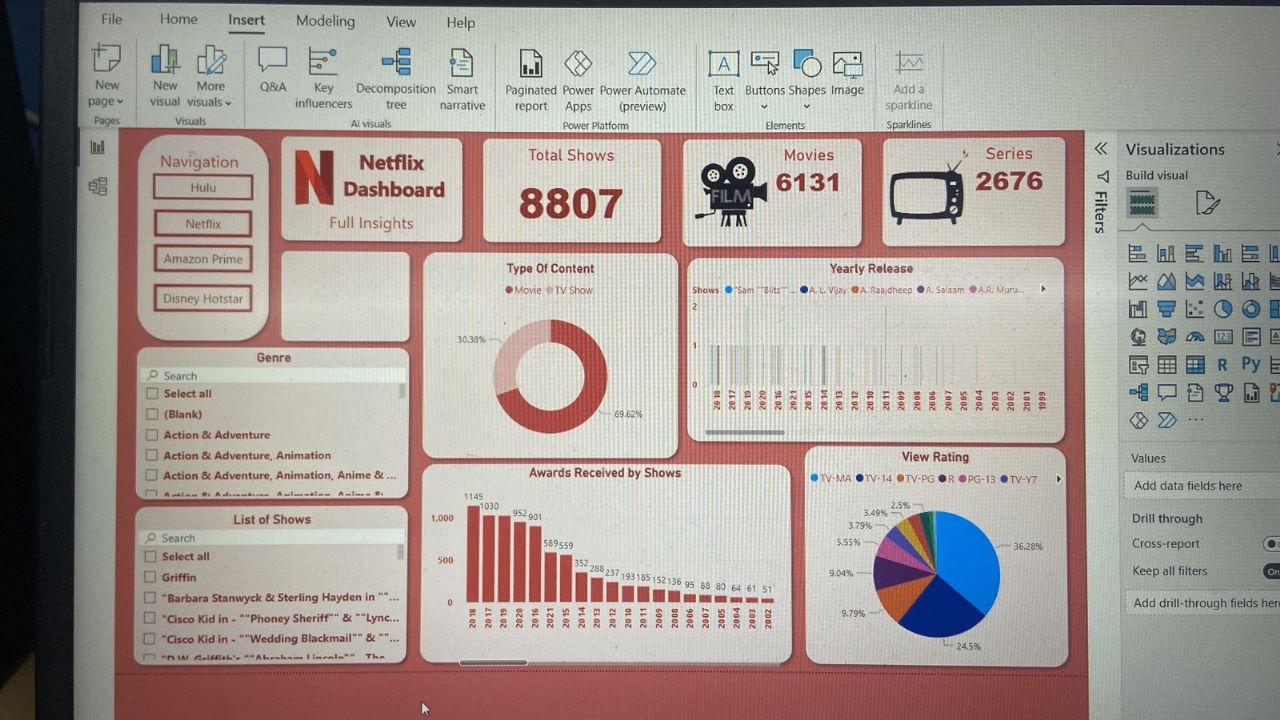 File Home Insert Modeling View Help
New page
New visual
More visuals
Q&A
Key influencers
Decomposition tree
Smart narrative
Paginated report
Power Apps
Power Automate (preview)
Text box
Buttons
Shapes
Image
Add a sparkline
Pages
Visuals
AI visuals
Power Platform
Elements
Sparklines
Navigation
Hulu
Netflix
Amazon Prime
Disney Hotstar
Netflix
Dashboard
Full Insights
Total Shows
8807
FILM
Movies
6131
Series
2676
Genre
Search
Select all
(Blank)
Action & Adventure
Action & Adventure, Animation
Action & Adventure, Animation, Anime & ...
Action & Adventure, Animation, Anime &
List of Shows
Search
Select all
Griffin
"Barbara Stanwyck & Sterling Hayden in ""...
"Cisco Kid in - ""Phoney Sheriff"" & ""Lync...
"Cisco Kid in - ""Wedding Blackmail"" & ""...
"D.W. Griffith's ""Abraham Lincoln"" The
Type Of Content
Movie TV Show
30.38%
69.62%
Yearly Release
Shows "Sam ""Blitz"" ... A. L. Vijay A. Raajdheep A. Salaam A.R. Muru...
2
1
0
2018 2017 2019 2020 2016 2021 2015 2014 2013 2012 2010 2011 2009 2008 2006 2007 2005 2004 2003 2002 2001 1999
Awards Received by Shows
1,000
500
0
1145 1030 952 901 589 559 352 288 237 193 185 152 136 95 88 80 64 61 51
2018 2017 2019 2020 2016 2021 2015 2014 2013 2012 2010 2011 2009 2008 2006 2007 2005 2004 2003 2002
View Rating
TV-MA TV-14 TV-PG R PG-13 TV-Y7
2.5%
3.49%
3.79%
5.55%
9.04%
9.79%
24.5%
36.28%
Filters
Visualizations
Build visual
123
R Py
...
Values
Add data fields here
Drill through
Cross-report
Keep all filters
On
Add drill-through fields her